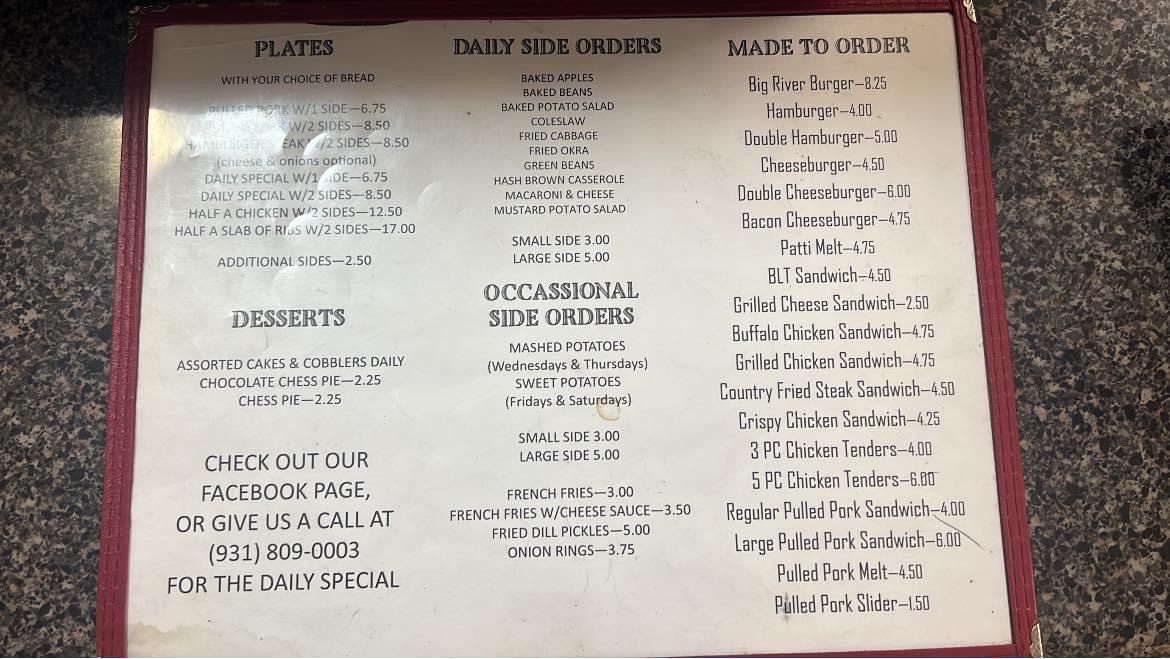 PLATES
WITH YOUR CHOICE OF BREAD
PULLED PORK W/1 SIDE—6.75
W/2 SIDES—8.50
HAMBURGER STEAK W/2 SIDES—8.50
(cheese & onions optional)
DAILY SPECIAL W/1 SIDE—6.75
DAILY SPECIAL W/2 SIDES—8.50
HALF A CHICKEN W/2 SIDES—12.50
HALF A SLAB OF RIBS W/2 SIDES—17.00
ADDITIONAL SIDES—2.50
DESSERTS
ASSORTED CAKES & COBBLERS DAILY
CHOCOLATE CHESS PIE—2.25
CHESS PIE—2.25
CHECK OUT OUR
FACEBOOK PAGE,
OR GIVE US A CALL AT
(931) 809-0003
FOR THE DAILY SPECIAL
DAILY SIDE ORDERS
BAKED APPLES
BAKED BEANS
BAKED POTATO SALAD
COLESLAW
FRIED CABBAGE
FRIED OKRA
GREEN BEANS
HASH BROWN CASSEROLE
MACARONI & CHEESE
MUSTARD POTATO SALAD
SMALL SIDE 3.00
LARGE SIDE 5.00
OCCASSIONAL
SIDE ORDERS
MASHED POTATOES
(Wednesdays & Thursdays)
SWEET POTATOES
(Fridays & Saturdays)
SMALL SIDE 3.00
LARGE SIDE 5.00
FRENCH FRIES—3.00
FRENCH FRIES W/CHEESE SAUCE—3.50
FRIED DILL PICKLES—5.00
ONION RINGS—3.75
MADE TO ORDER
Big River Burger—8.25
Hamburger—4.00
Double Hamburger—5.00
Cheeseburger—4.50
Double Cheeseburger—6.00
Bacon Cheeseburger—4.75
Patti Melt—4.75
BLT Sandwich—4.50
Grilled Cheese Sandwich—2.50
Buffalo Chicken Sandwich—4.75
Grilled Chicken Sandwich—4.75
Country Fried Steak Sandwich—4.50
Crispy Chicken Sandwich—4.25
3 PC Chicken Tenders—4.00
5 PC Chicken Tenders—6.00
Regular Pulled Pork Sandwich—4.00
Large Pulled Pork Sandwich—6.00
Pulled Pork Melt—4.50
Pulled Pork Slider—1.50